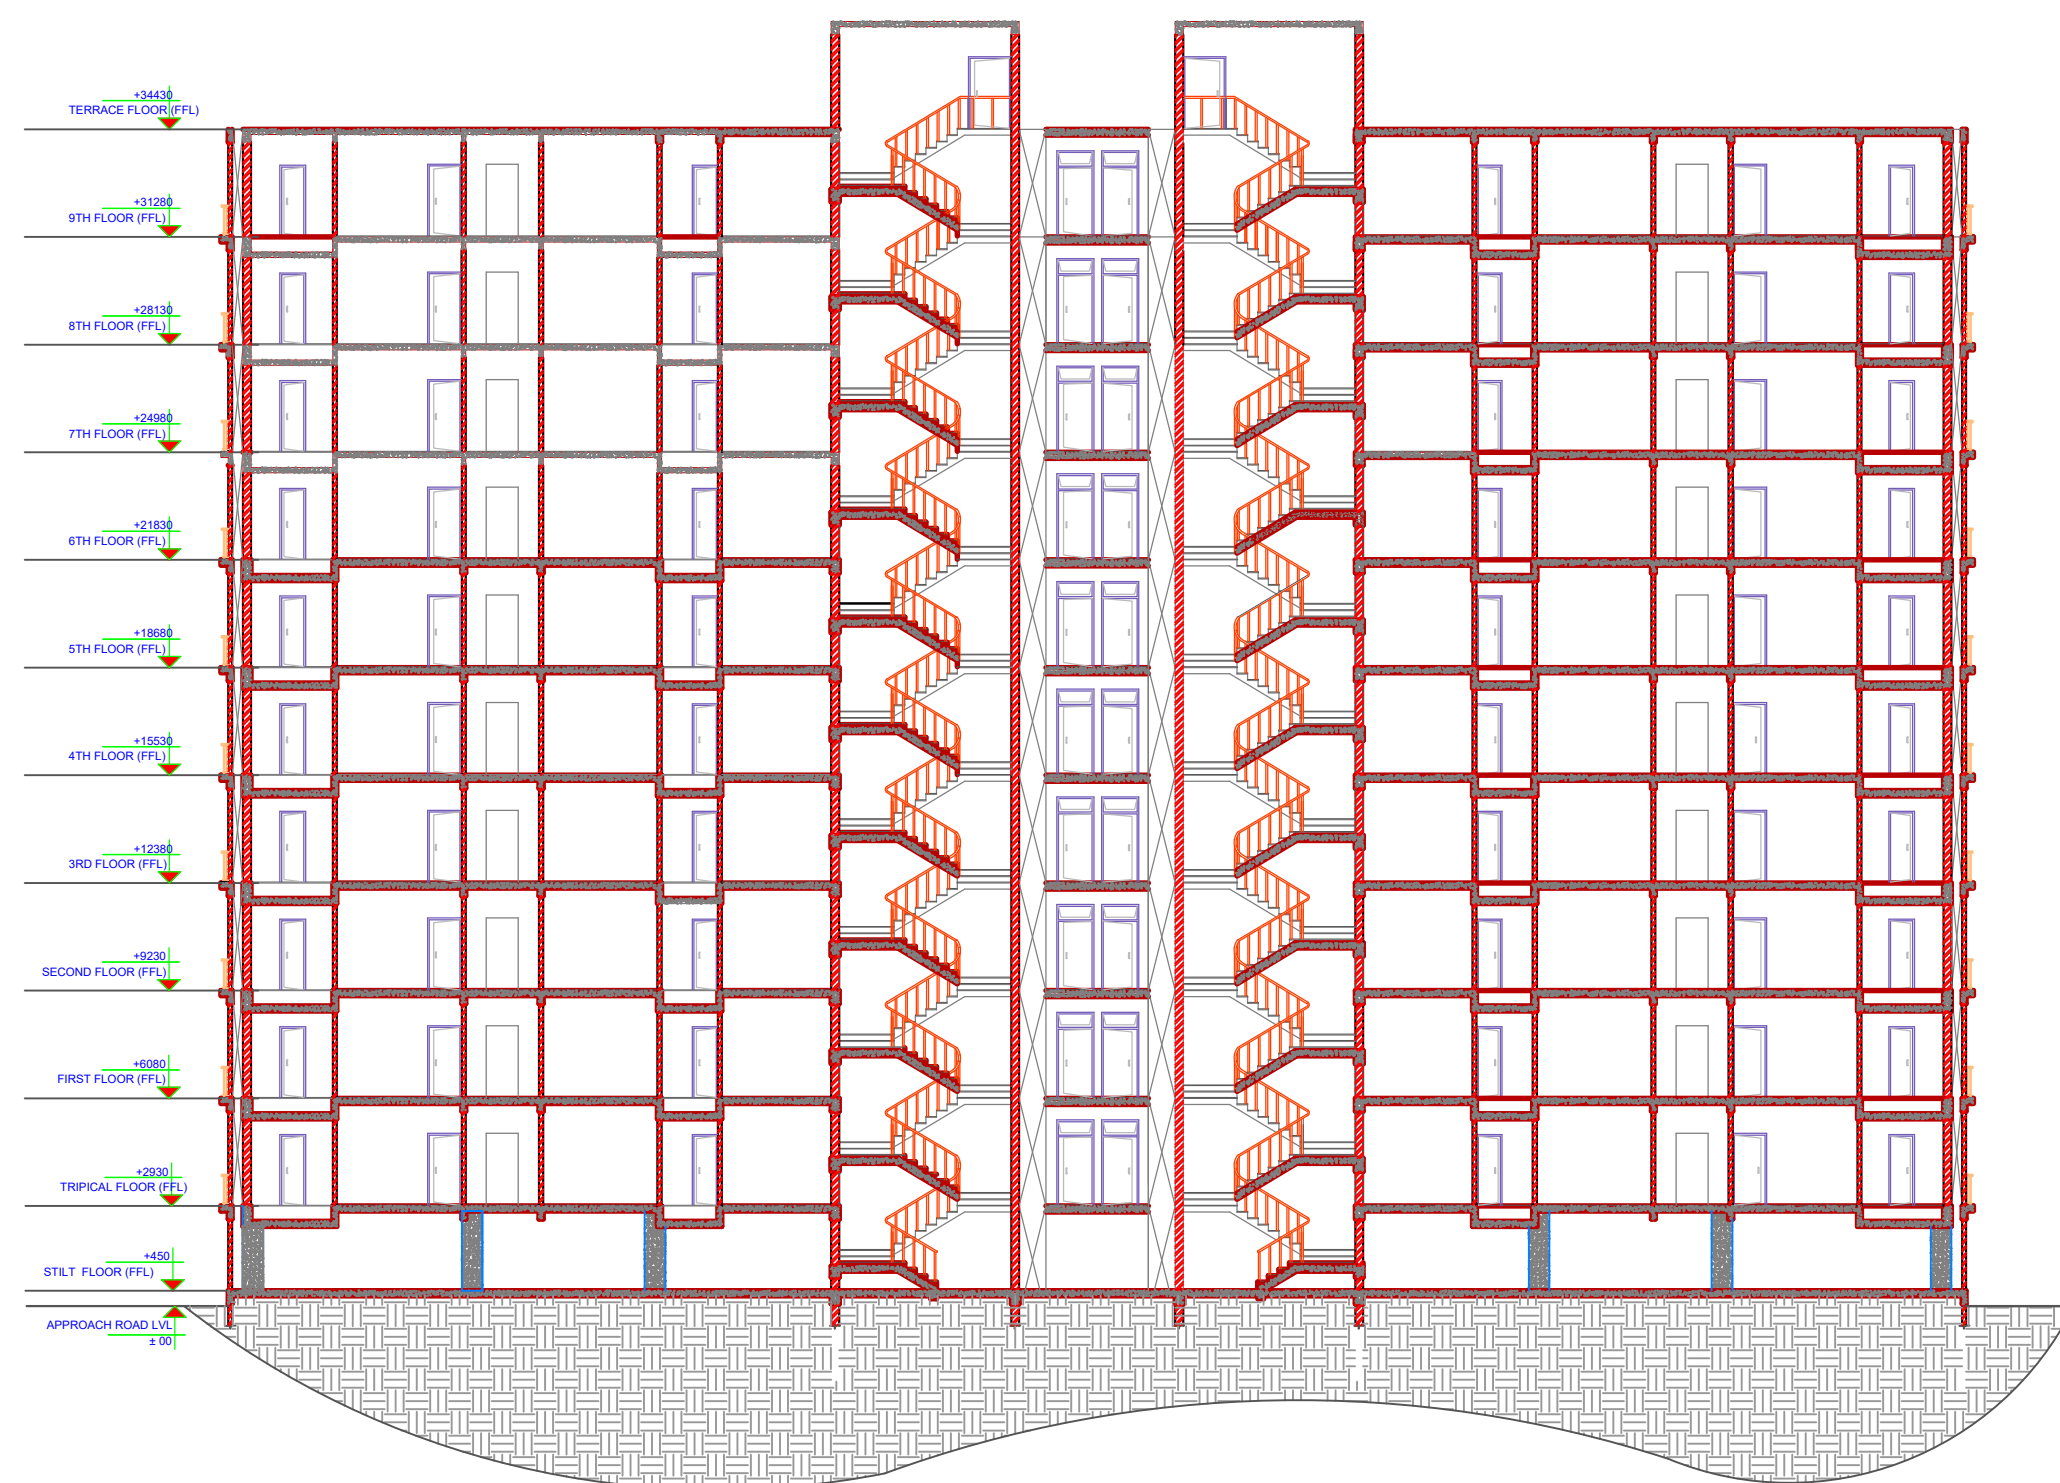 +34430
TERRACE FLOOR (FFL)
+31280
9TH FLOOR (FFL)
+28130
8TH FLOOR (FFL)
+24980
7TH FLOOR (FFL)
+21830
6TH FLOOR (FFL)
+18680
5TH FLOOR (FFL)
+15530
4TH FLOOR (FFL)
+12380
3RD FLOOR (FFL)
+9230
SECOND FLOOR (FFL)
+6080
FIRST FLOOR (FFL)
+2930
TRIPICAL FLOOR (FFL)
+450
STILT FLOOR (FFL)
APPROACH ROAD LVL
± 00